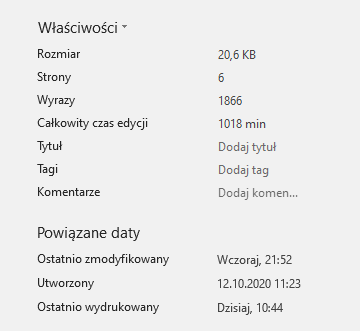 Właściwości
Rozmiar 20,6 KB
Strony 6
Wyrazy 1866
Całkowity czas edycji 1018 min
Tytuł Dodaj tytuł
Tagi Dodaj tag
Komentarze Dodaj komen...
Powiązane daty
Ostatnio zmodyfikowany Wczoraj, 21:52
Utworzony 12.10.2020 11:23
Ostatnio wydrukowany Dzisiaj, 10:44